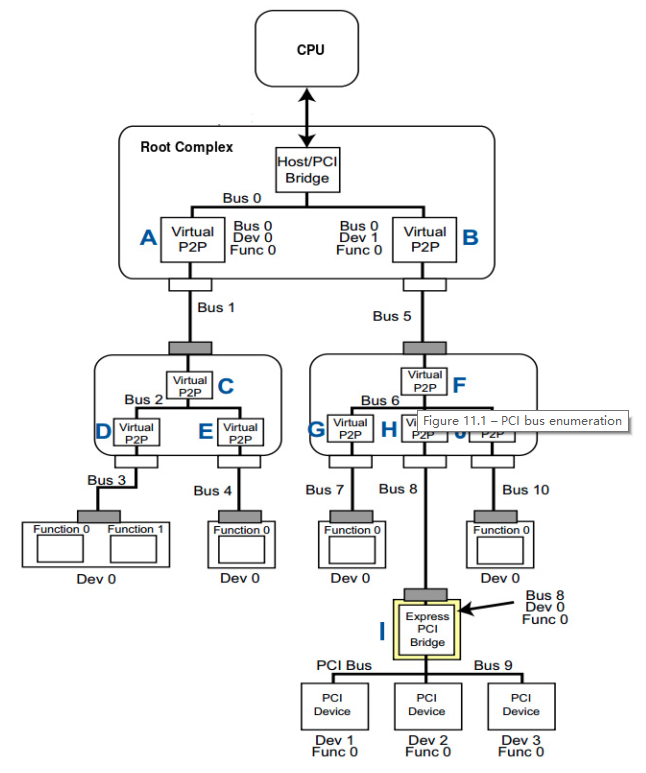 CPU
Root Complex
Host/PCI
Bridge
Bus 0
A
Virtual
P2P
Bus 0
Dev 0
Func 0
Bus 0
Dev 1
Func 0
Virtual
P2P
B
Bus 1
Bus 5
Virtual
P2P
C
Bus 2
D
Virtual
P2P
E
Virtual
P2P
Virtual
P2P
F
Bus 6
G
Virtual
P2P
H
P2P
P2P
Figure 11.1 – PCI bus enumeration
Bus 3
Bus 4
Bus 7
Bus 8
Bus 10
Function 0
Function 1
Function 0
Function 0
Function 0
Dev 0
Dev 0
Dev 0
Dev 0
Bus 8
Dev 0
Func 0
I
Express
PCI
Bridge
PCI Bus
Bus 9
PCI
Device
PCI
Device
PCI
Device
Dev 1
Func 0
Dev 2
Func 0
Dev 3
Func 0